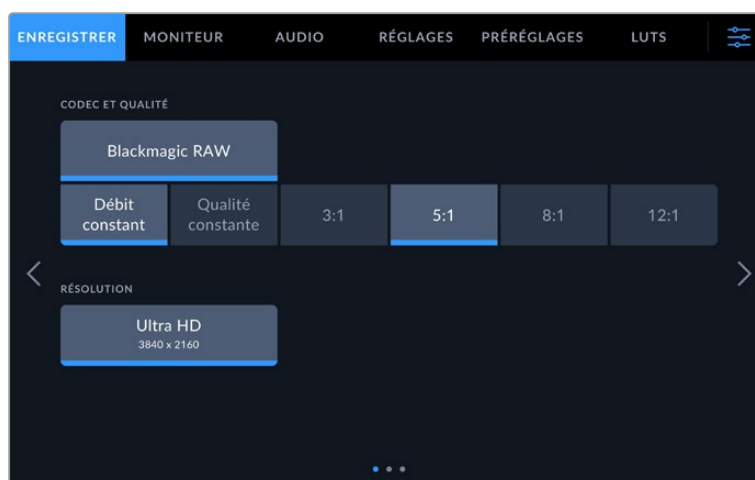 ENREGISTRER MONITEUR AUDIO RÉGLAGES PRÉRÉGLAGES LUTS
CODEC ET QUALITÉ
Blackmagic RAW
Débit constant Qualité constante 3:1 5:1 8:1 12:1
RÉSOLUTION
Ultra HD
3840 x 2160